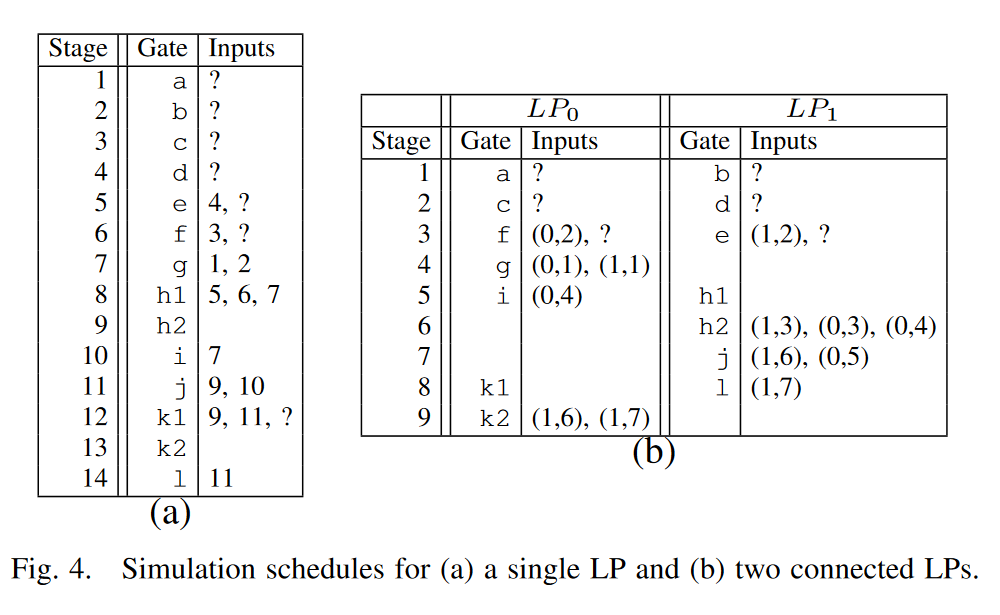 Stage Gate Inputs
1 a ?
2 b ?
3 c ?
4 d ?
5 e 4, ?
6 f 3, ?
7 g 1, 2
8 h1 5, 6, 7
9 h2
10 i 7
11 j 9, 10
12 k1 9, 11, ?
13 k2
14 l 11
(a)
LP0 LP1
Stage Gate Inputs Gate Inputs
1 a ? b ?
2 c ? d ?
3 f (0,2), ? e (1,2), ?
4 g (0,1), (1,1)
5 i (0,4) h1
6 h2 (1,3), (0,3), (0,4)
7 j (1,6), (0,5)
8 k1 l (1,7)
9 k2 (1,6), (1,7)
(b)
Fig. 4. Simulation schedules for (a) a single LP and (b) two connected LPs.